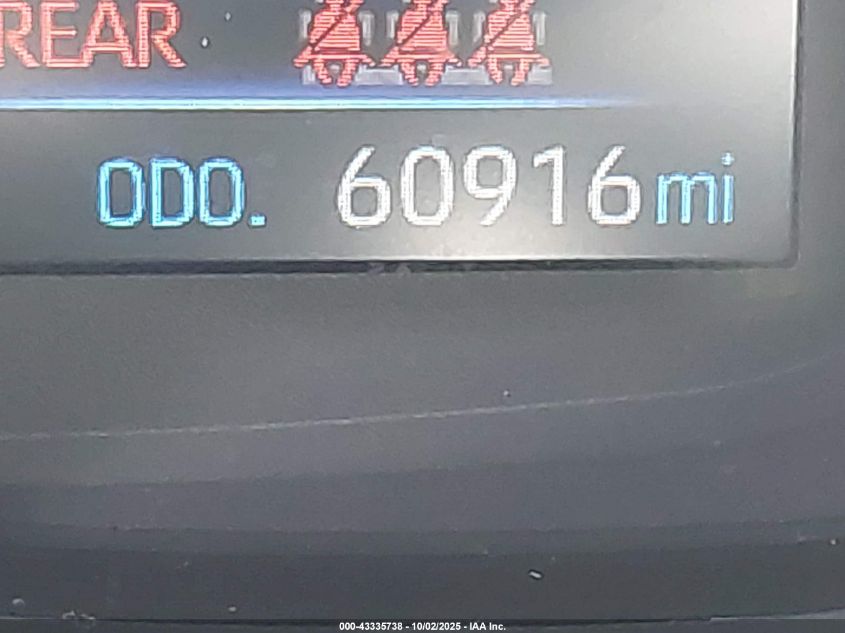 REAR
ODO. 60916mi
000-43335738 - 10/02/2025 - IAA Inc.